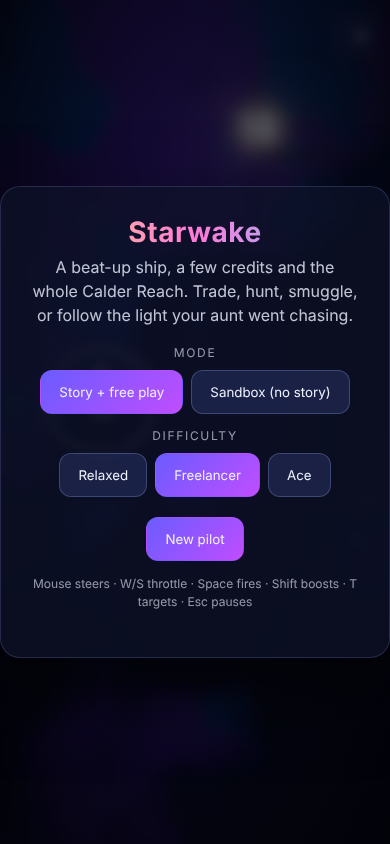 Starwake
A beat-up ship, a few credits and the
whole Calder Reach. Trade, hunt, smuggle,
or follow the light your aunt went chasing.
MODE
Story + free play
Sandbox (no story)
DIFFICULTY
Relaxed
Freelancer
Ace
New pilot
Mouse steers · W/S throttle · Space fires · Shift boosts · T
targets · Esc pauses